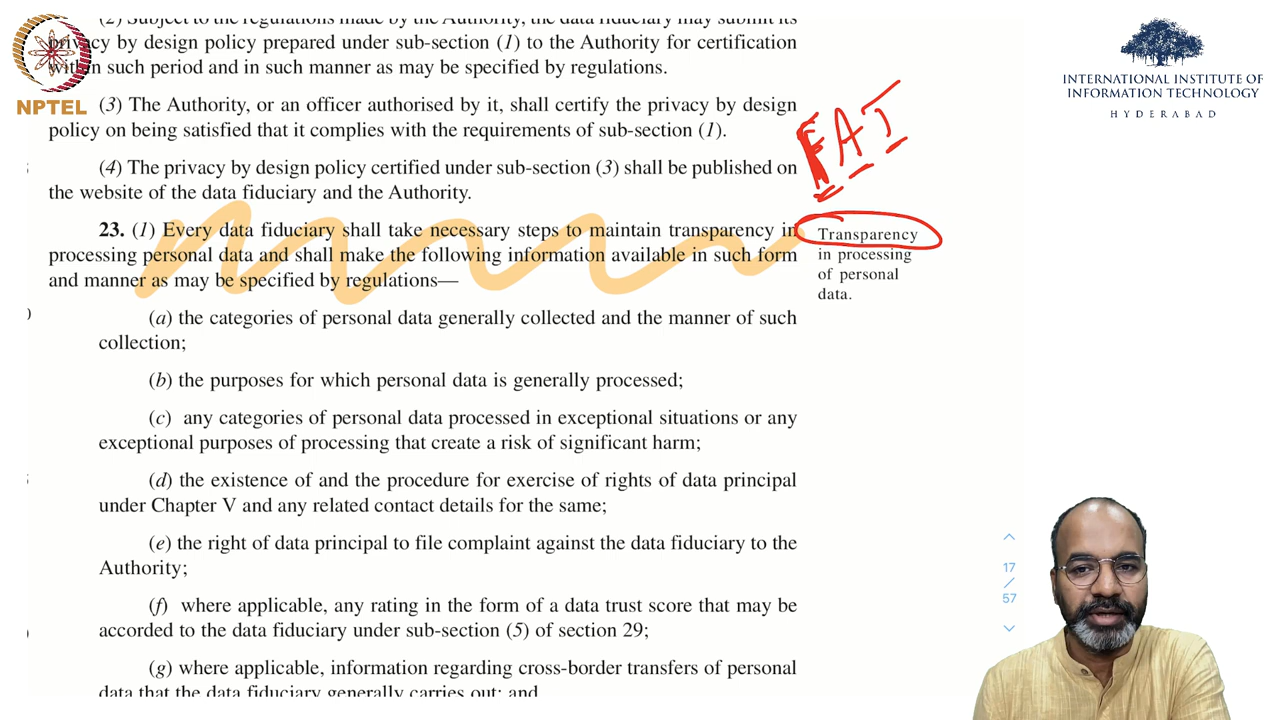 (2) Subject to the regulations made by the Authority, the data fiduciary may submit its
privacy by design policy prepared under sub-section (1) to the Authority for certification
within such period and in such manner as may be specified by regulations.
NPTEL
(3) The Authority, or an officer authorised by it, shall certify the privacy by design
policy on being satisfied that it complies with the requirements of sub-section (1).
(4) The privacy by design policy certified under sub-section (3) shall be published on
the website of the data fiduciary and the Authority.
23. (1) Every data fiduciary shall take necessary steps to maintain transparency in
processing personal data and shall make the following information available in such form
and manner as may be specified by regulations—
(a) the categories of personal data generally collected and the manner of such
collection;
(b) the purposes for which personal data is generally processed;
(c) any categories of personal data processed in exceptional situations or any
exceptional purposes of processing that create a risk of significant harm;
(d) the existence of and the procedure for exercise of rights of data principal
under Chapter V and any related contact details for the same;
(e) the right of data principal to file complaint against the data fiduciary to the
Authority;
(f) where applicable, any rating in the form of a data trust score that may be
accorded to the data fiduciary under sub-section (5) of section 29;
(g) where applicable, information regarding cross-border transfers of personal
data that the data fiduciary generally carries out; and
FAT
Transparency
in processing
of personal
data.
INTERNATIONAL INSTITUTE OF
INFORMATION TECHNOLOGY
HYDERABAD
17
/
57